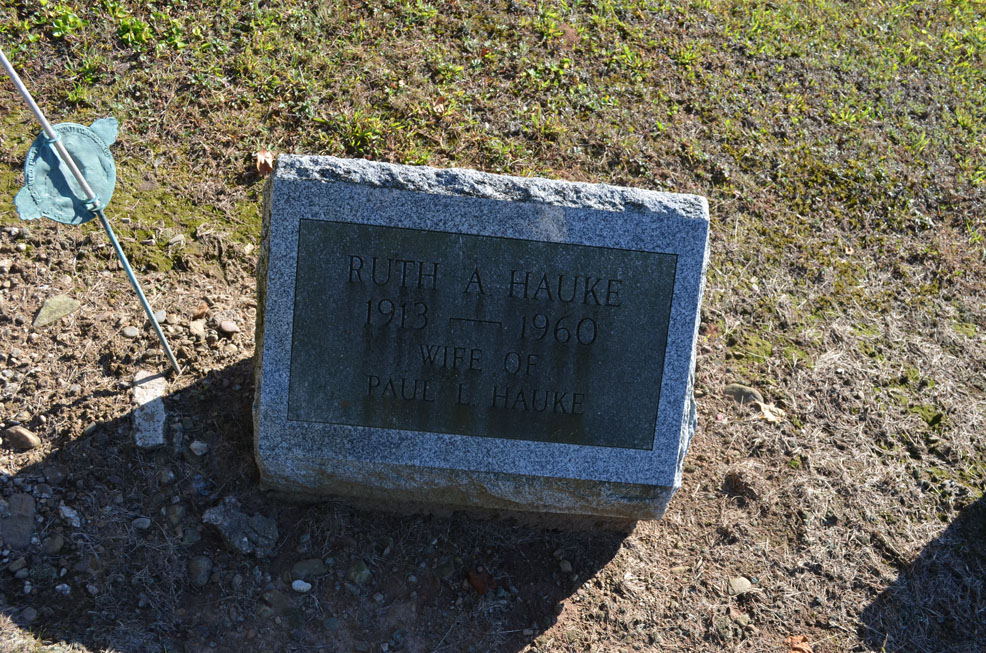 RUTH A. HAUKE
1913 — 1960
WIFE OF
PAUL L. HAUKE